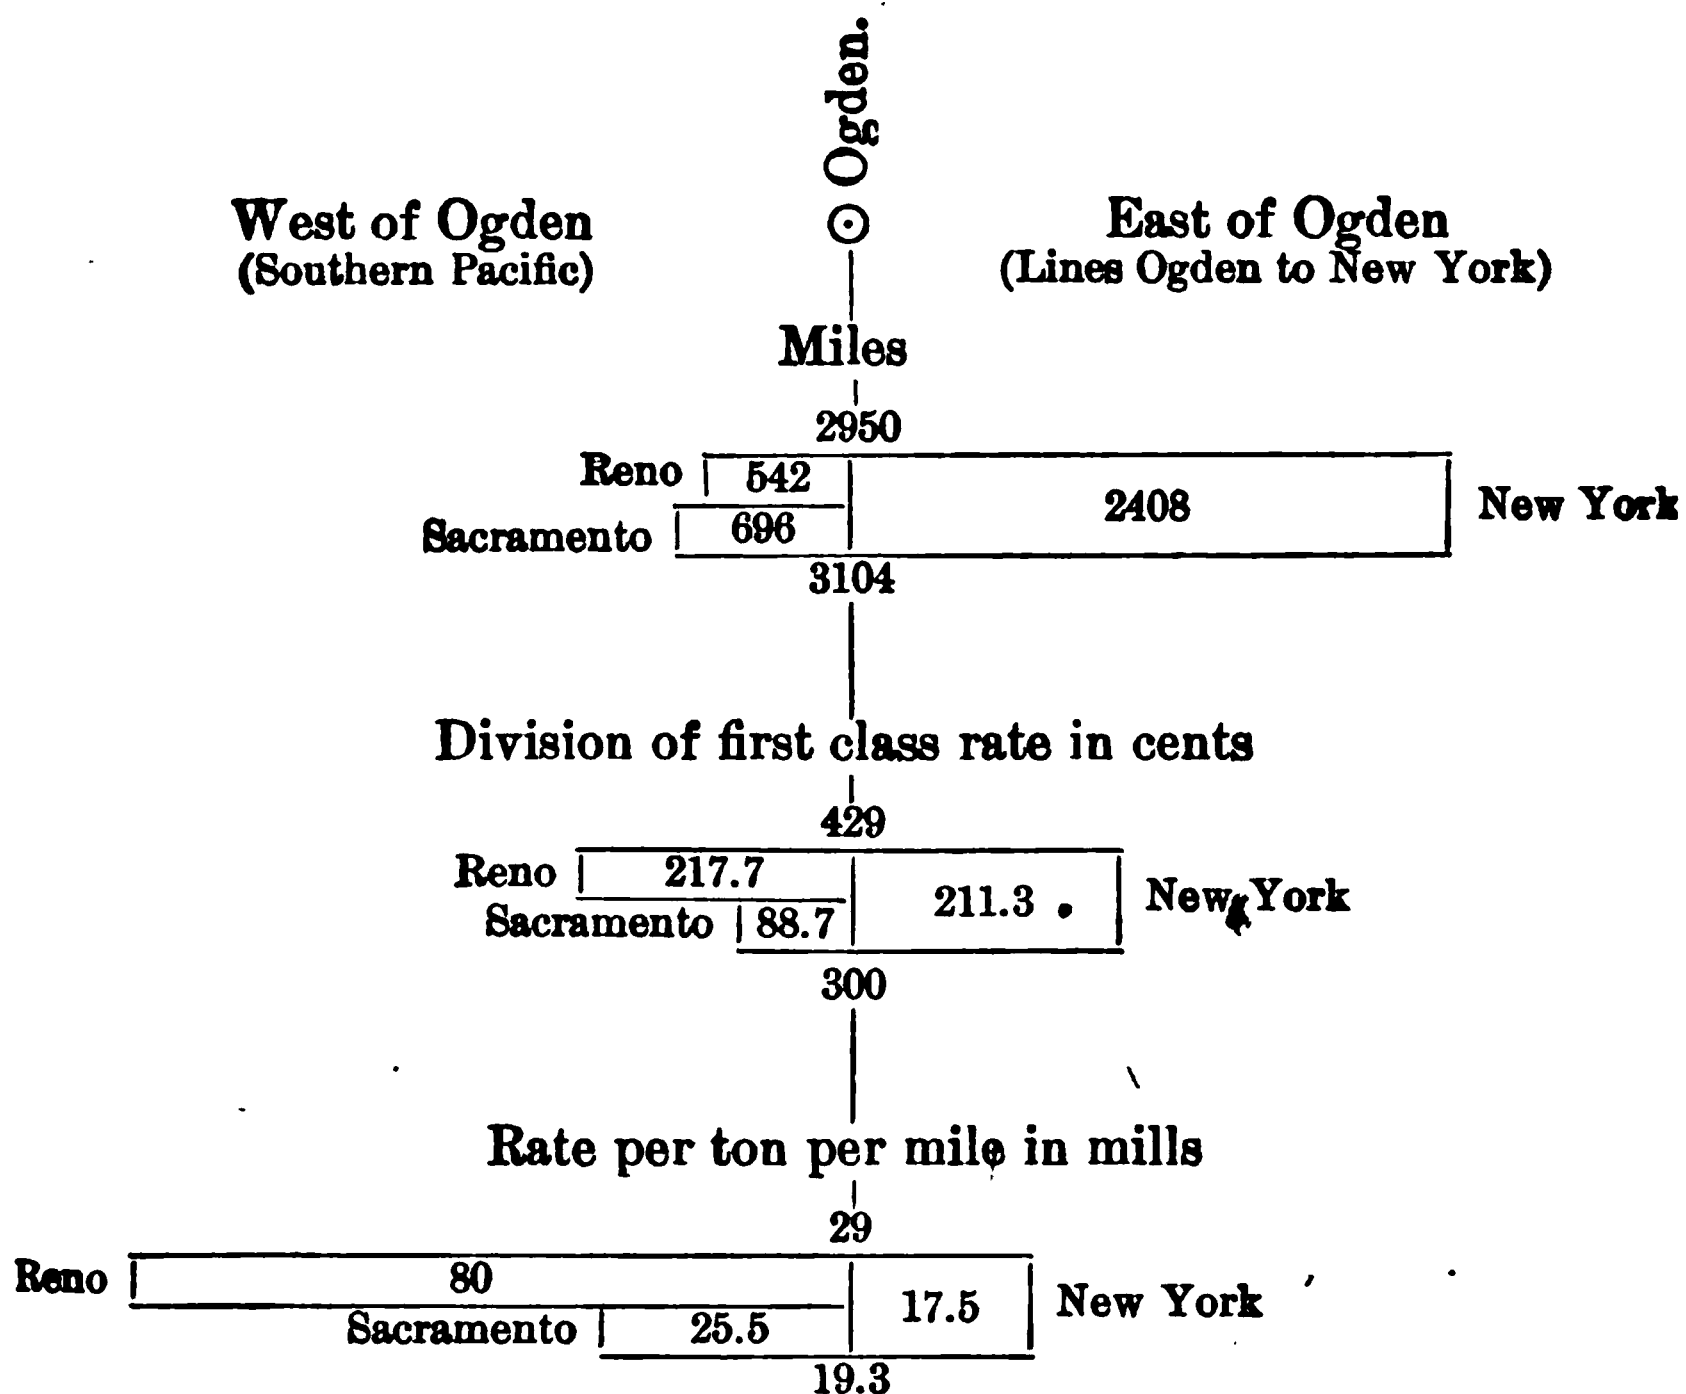 Ogden.
West of Ogden
(Southern Pacific)
East of Ogden
(Lines Ogden to New York)
Miles
2950
Reno 542
2408 New York
Sacramento 696
3104
Division of first class rate in cents
429
Reno 217.7
211.3 New York
Sacramento 88.7
300
Rate per ton per mile in mills
29
Reno 80
17.5 New York
Sacramento 25.5
19.3